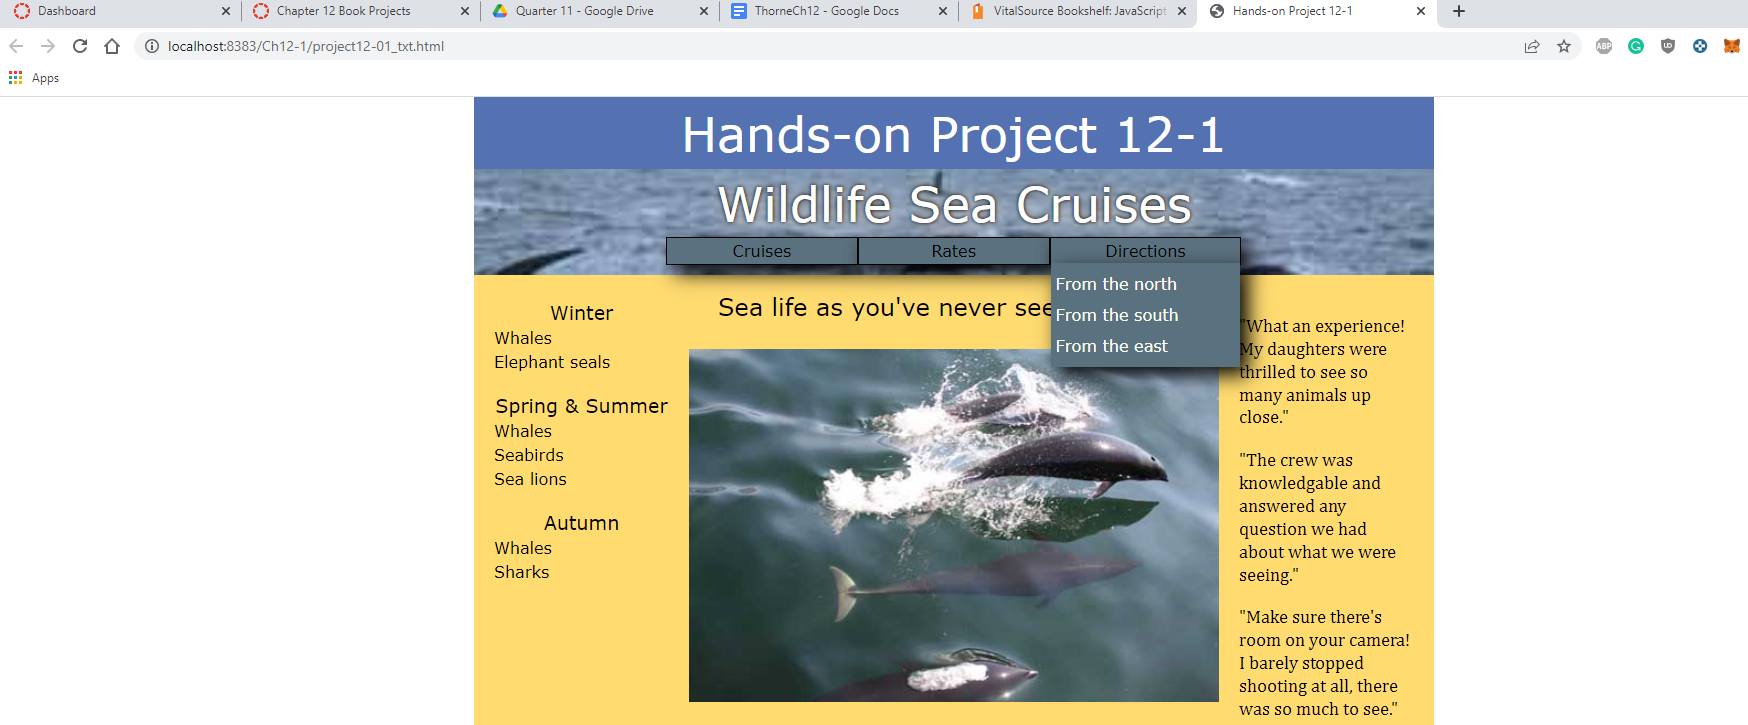 Dashboard
Chapter 12 Book Projects
Quarter 11 - Google Drive
ThorneCh12 - Google Docs
VitalSource Bookshelf: JavaScript
Hands-on Project 12-1
localhost:8383/Ch12-1/project12-01_txt.html
ABP
Apps
Hands-on Project 12-1
Wildlife Sea Cruises
Cruises Rates Directions
From the north
From the south
From the east
Winter
Whales
Elephant seals
Spring & Summer
Whales
Seabirds
Sea lions
Autumn
Whales
Sharks
Sea life as you've never see
"What an experience!
My daughters were
thrilled to see so
many animals up
close."
"The crew was
knowledgable and
answered any
question we had
about what we were
seeing."
"Make sure there's
room on your camera!
I barely stopped
shooting at all, there
was so much to see."